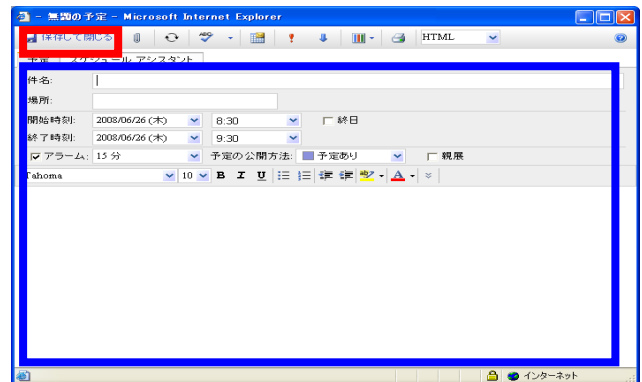 無題の予定 - Microsoft Internet Explorer
保存して閉じる HTML
予定 スケジュール アシスタント
件名:
場所:
開始時刻: 2008/06/26 (木) 8:30 終日
終了時刻: 2008/06/26 (木) 9:30
アラーム: 15 分 予定の公開方法: 予定あり 親展
Tahoma 10 B I U
インターネット